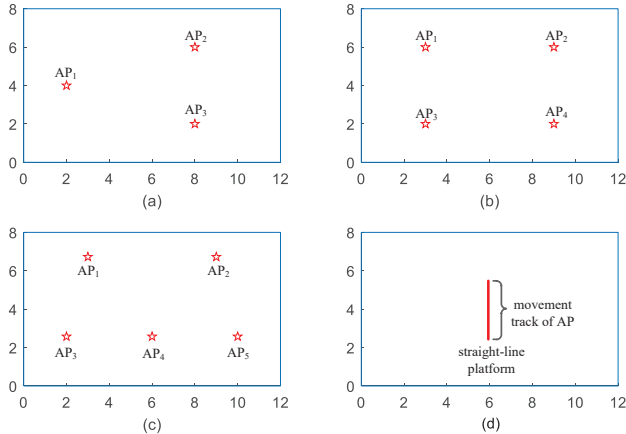 8
AP₂
6
AP₁
4
AP₃
2
0
0 2 4 6 8 10 12
(a)
8
AP₁ AP₂
6
4
AP₃ AP₄
2
0
0 2 4 6 8 10 12
(b)
8
6
AP₁ AP₂
4
2
AP₃ AP₄ AP₅
0
0 2 4 6 8 10 12
(c)
8
6
4
movement
track of AP
2
straight-line
platform
0
0 2 4 6 8 10 12
(d)